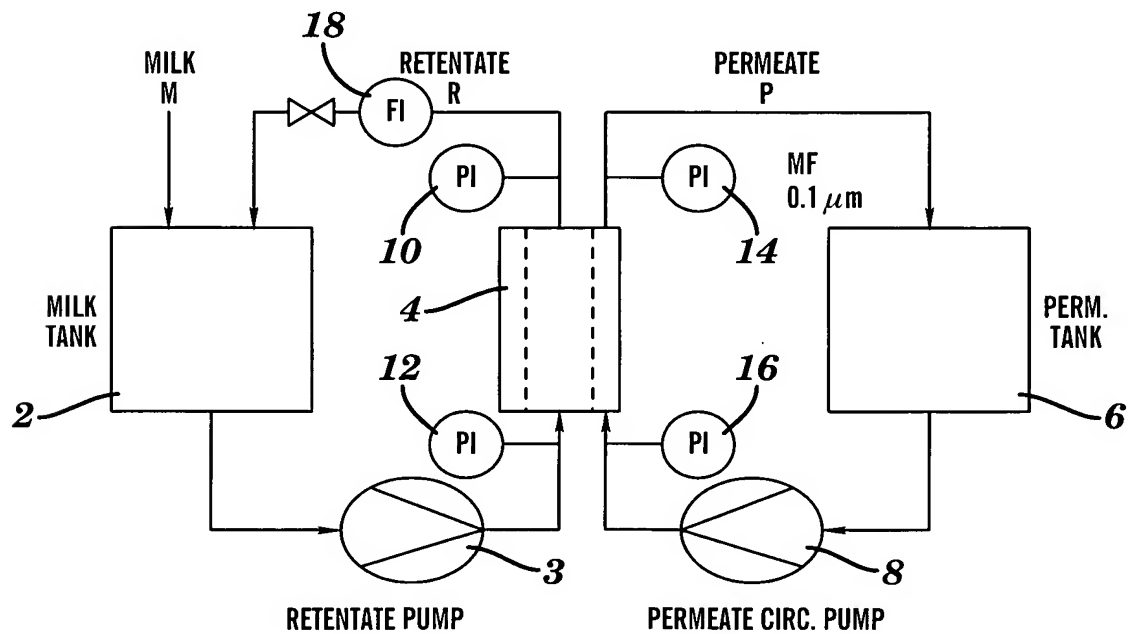 18
MILK
M
FI
RETENTATE
R
PERMEATE
P
PI
10
PI
14
MF
0.1 μm
MILK
TANK
2
4
PERM.
TANK
6
12
PI
16
PI
3
8
RETENTATE PUMP
PERMEATE CIRC. PUMP